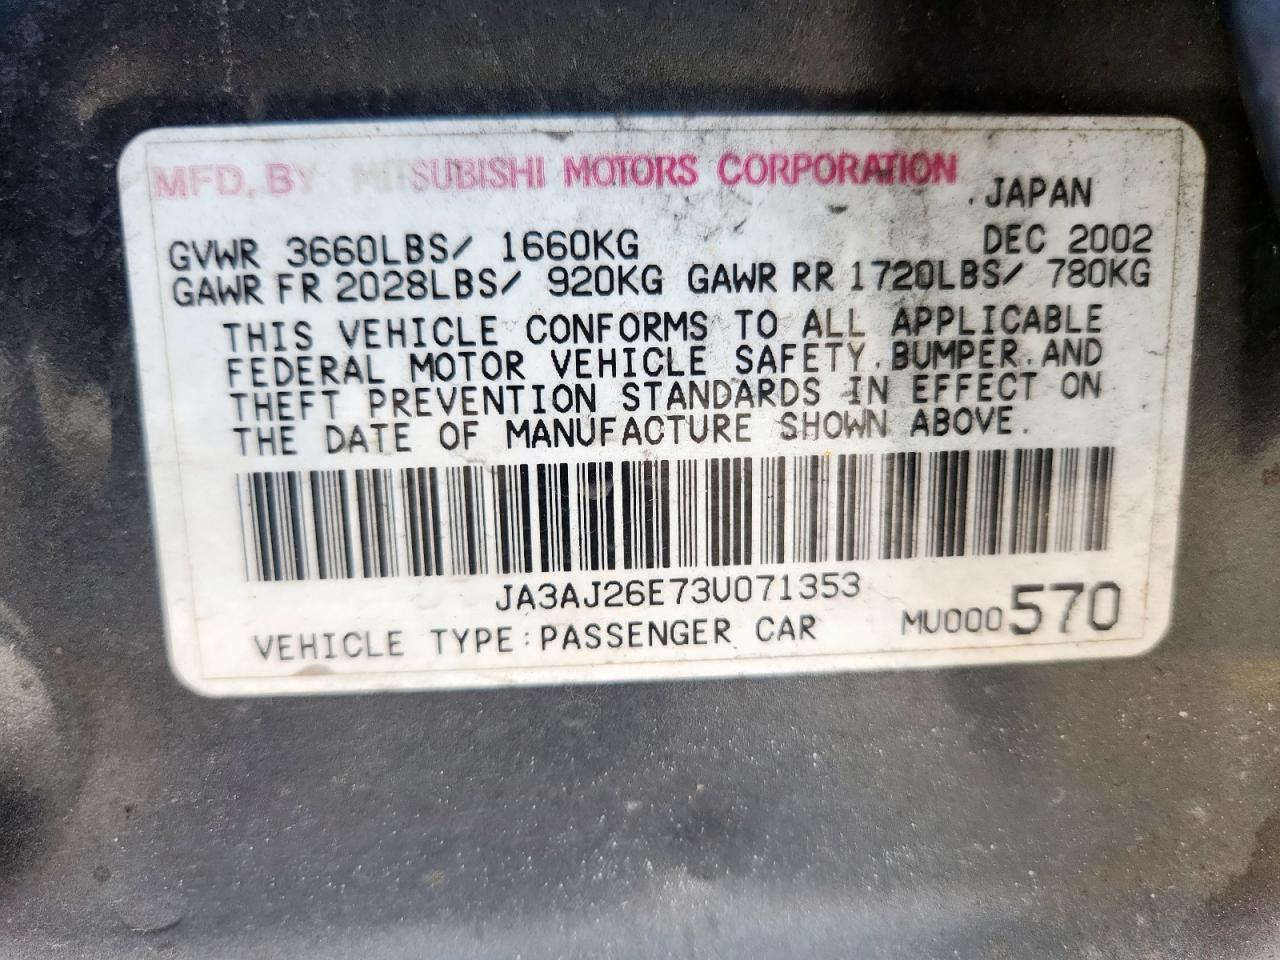 MFD. BY MITSUBISHI MOTORS CORPORATION
.JAPAN
GVWR 3660LBS/ 1660KG DEC 2002
GAWR FR 2028LBS/ 920KG GAWR RR 1720LBS/ 780KG
THIS VEHICLE CONFORMS TO ALL APPLICABLE
FEDERAL MOTOR VEHICLE SAFETY, BUMPER, AND
THEFT PREVENTION STANDARDS IN EFFECT ON
THE DATE OF MANUFACTURE SHOWN ABOVE.
JA3AJ26E73U071353
VEHICLE TYPE:PASSENGER CAR MU000570